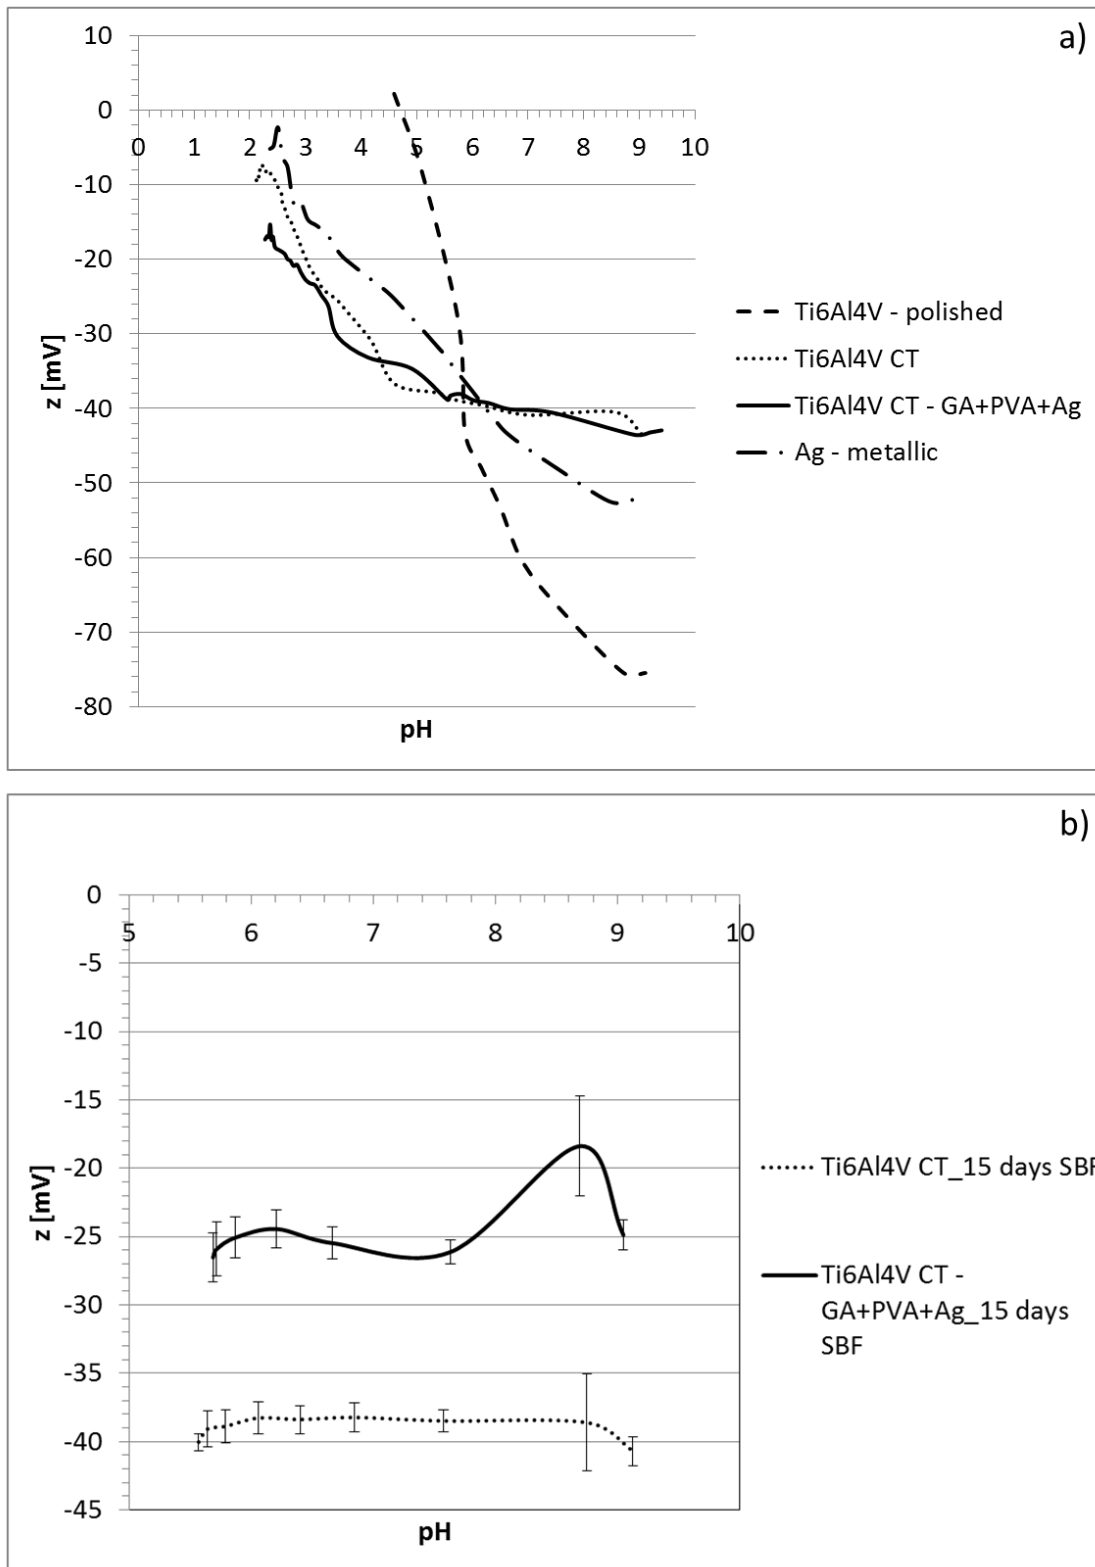 a)
10
0
0 1 2 3 4 5 6 7 8 9 10
-10
-20
-30
-40
-50
-60
-70
-80
z [mV]
pH
Ti6Al4V - polished
Ti6Al4V CT
Ti6Al4V CT - GA+PVA+Ag
Ag - metallic
b)
0
5 6 7 8 9 10
-5
-10
-15
-20
-25
-30
-35
-40
-45
z [mV]
pH
Ti6Al4V CT_15 days SBF
Ti6Al4V CT -
GA+PVA+Ag_15 days
SBF